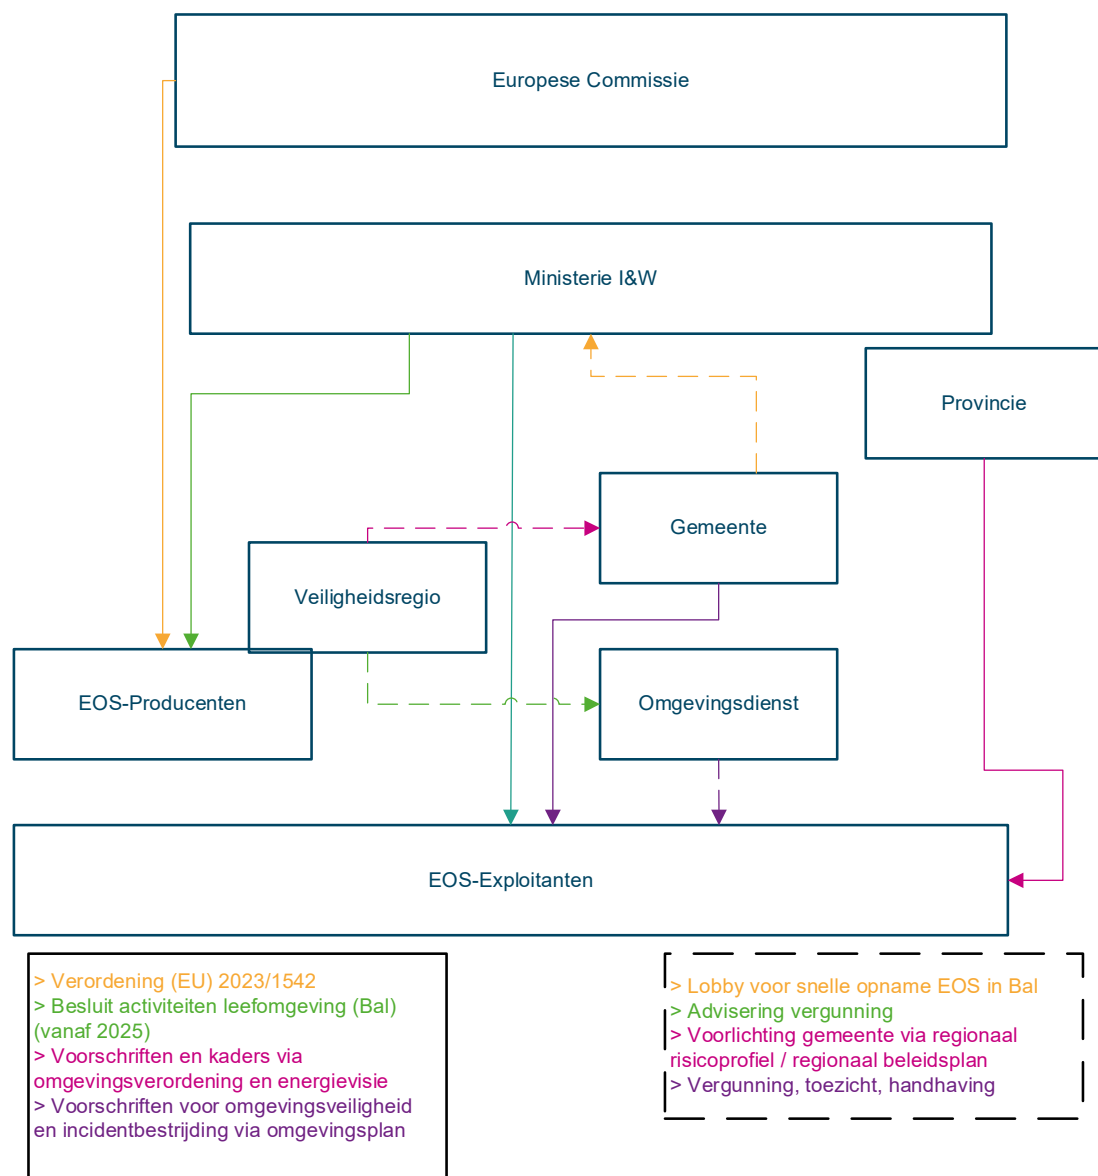 Europese Commissie
Ministerie I&W
Provincie
Gemeente
Veiligheidsregio
EOS-Producenten
Omgevingsdienst
EOS-Exploitanten
> Verordening (EU) 2023/1542
> Besluit activiteiten leefomgeving (Bal)
(vanaf 2025)
> Voorschriften en kaders via
omgevingsverordening en energievisie
> Voorschriften voor omgevingsveiligheid
en incidentbestrijding via omgevingsplan
> Lobby voor snelle opname EOS in Bal
> Advisering vergunning
> Voorlichting gemeente via regionaal
risicoprofiel / regionaal beleidsplan
> Vergunning, toezicht, handhaving